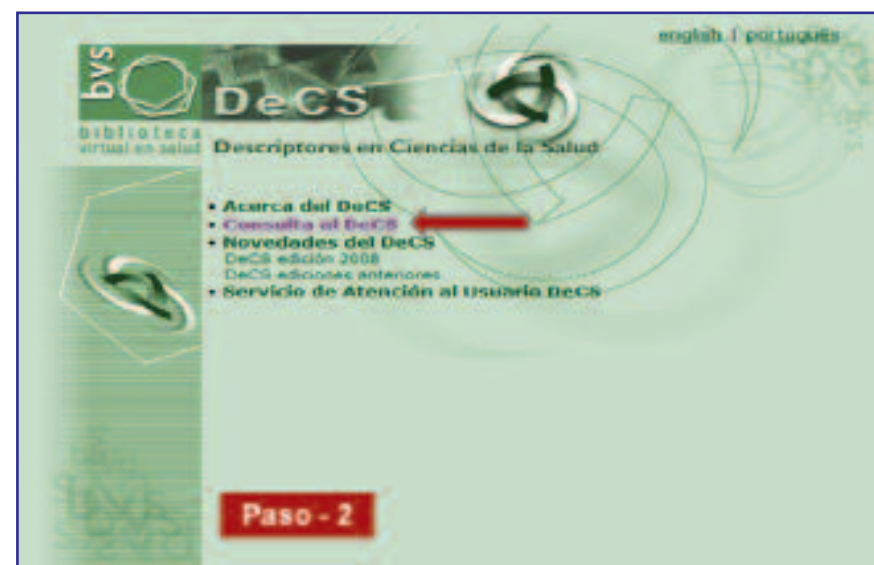 english | português
bvs
DeCS
biblioteca
virtual en salud
Descriptores en Ciencias de la Salud
• Acerca del DeCS
• Consulta al DeCS
• Novedades del DeCS
DeCS edición 2008
DeCS ediciones anteriores
• Servicio de Atención al Usuario DeCS
Paso - 2